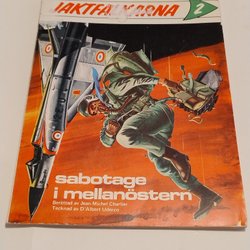 JAKTFALKARNA
2
sabotage
i mellanöstern
Berättad av Jean-Michel Charlier
Tecknad av D'Albert Uderzo